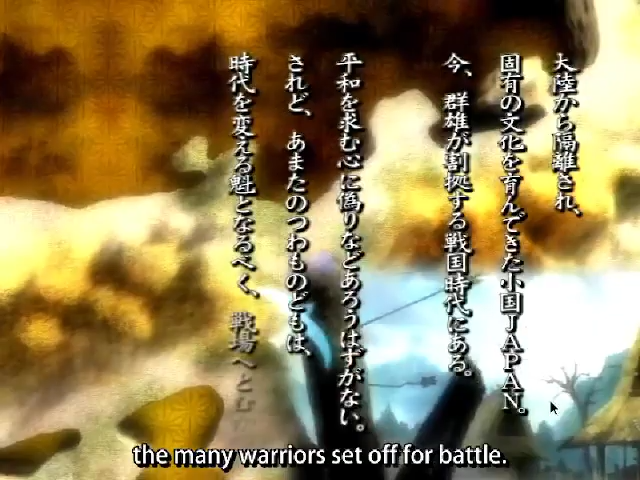 大陸から隔離され、
固有の文化を育んできた小国JAPAN。
今、群雄が割拠する戦国時代にある。
平和を求む心に偽りなどあろうはずがない。
されど、あまたのつわものどもは、
時代を変える魁となるべく、戦場へとむ
the many warriors set off for battle.